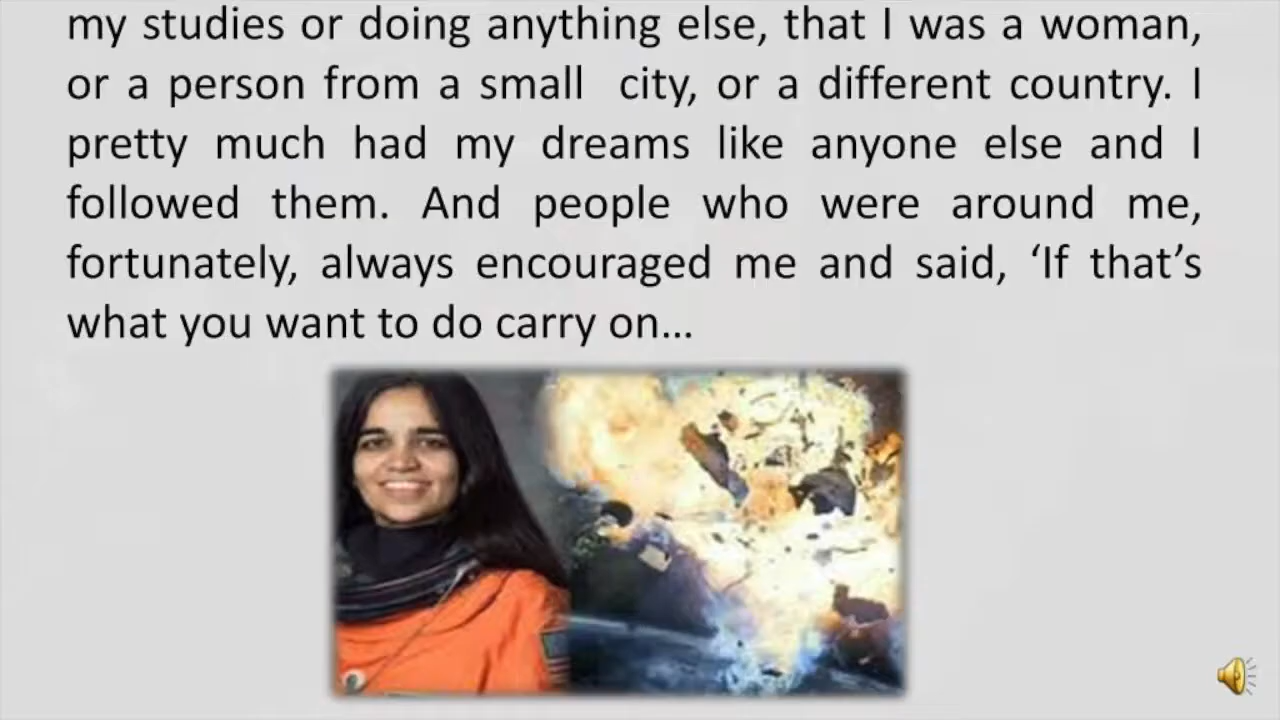 my studies or doing anything else, that I was a woman,
or a person from a small city, or a different country. I
pretty much had my dreams like anyone else and I
followed them. And people who were around me,
fortunately, always encouraged me and said, ‘If that’s
what you want to do carry on...